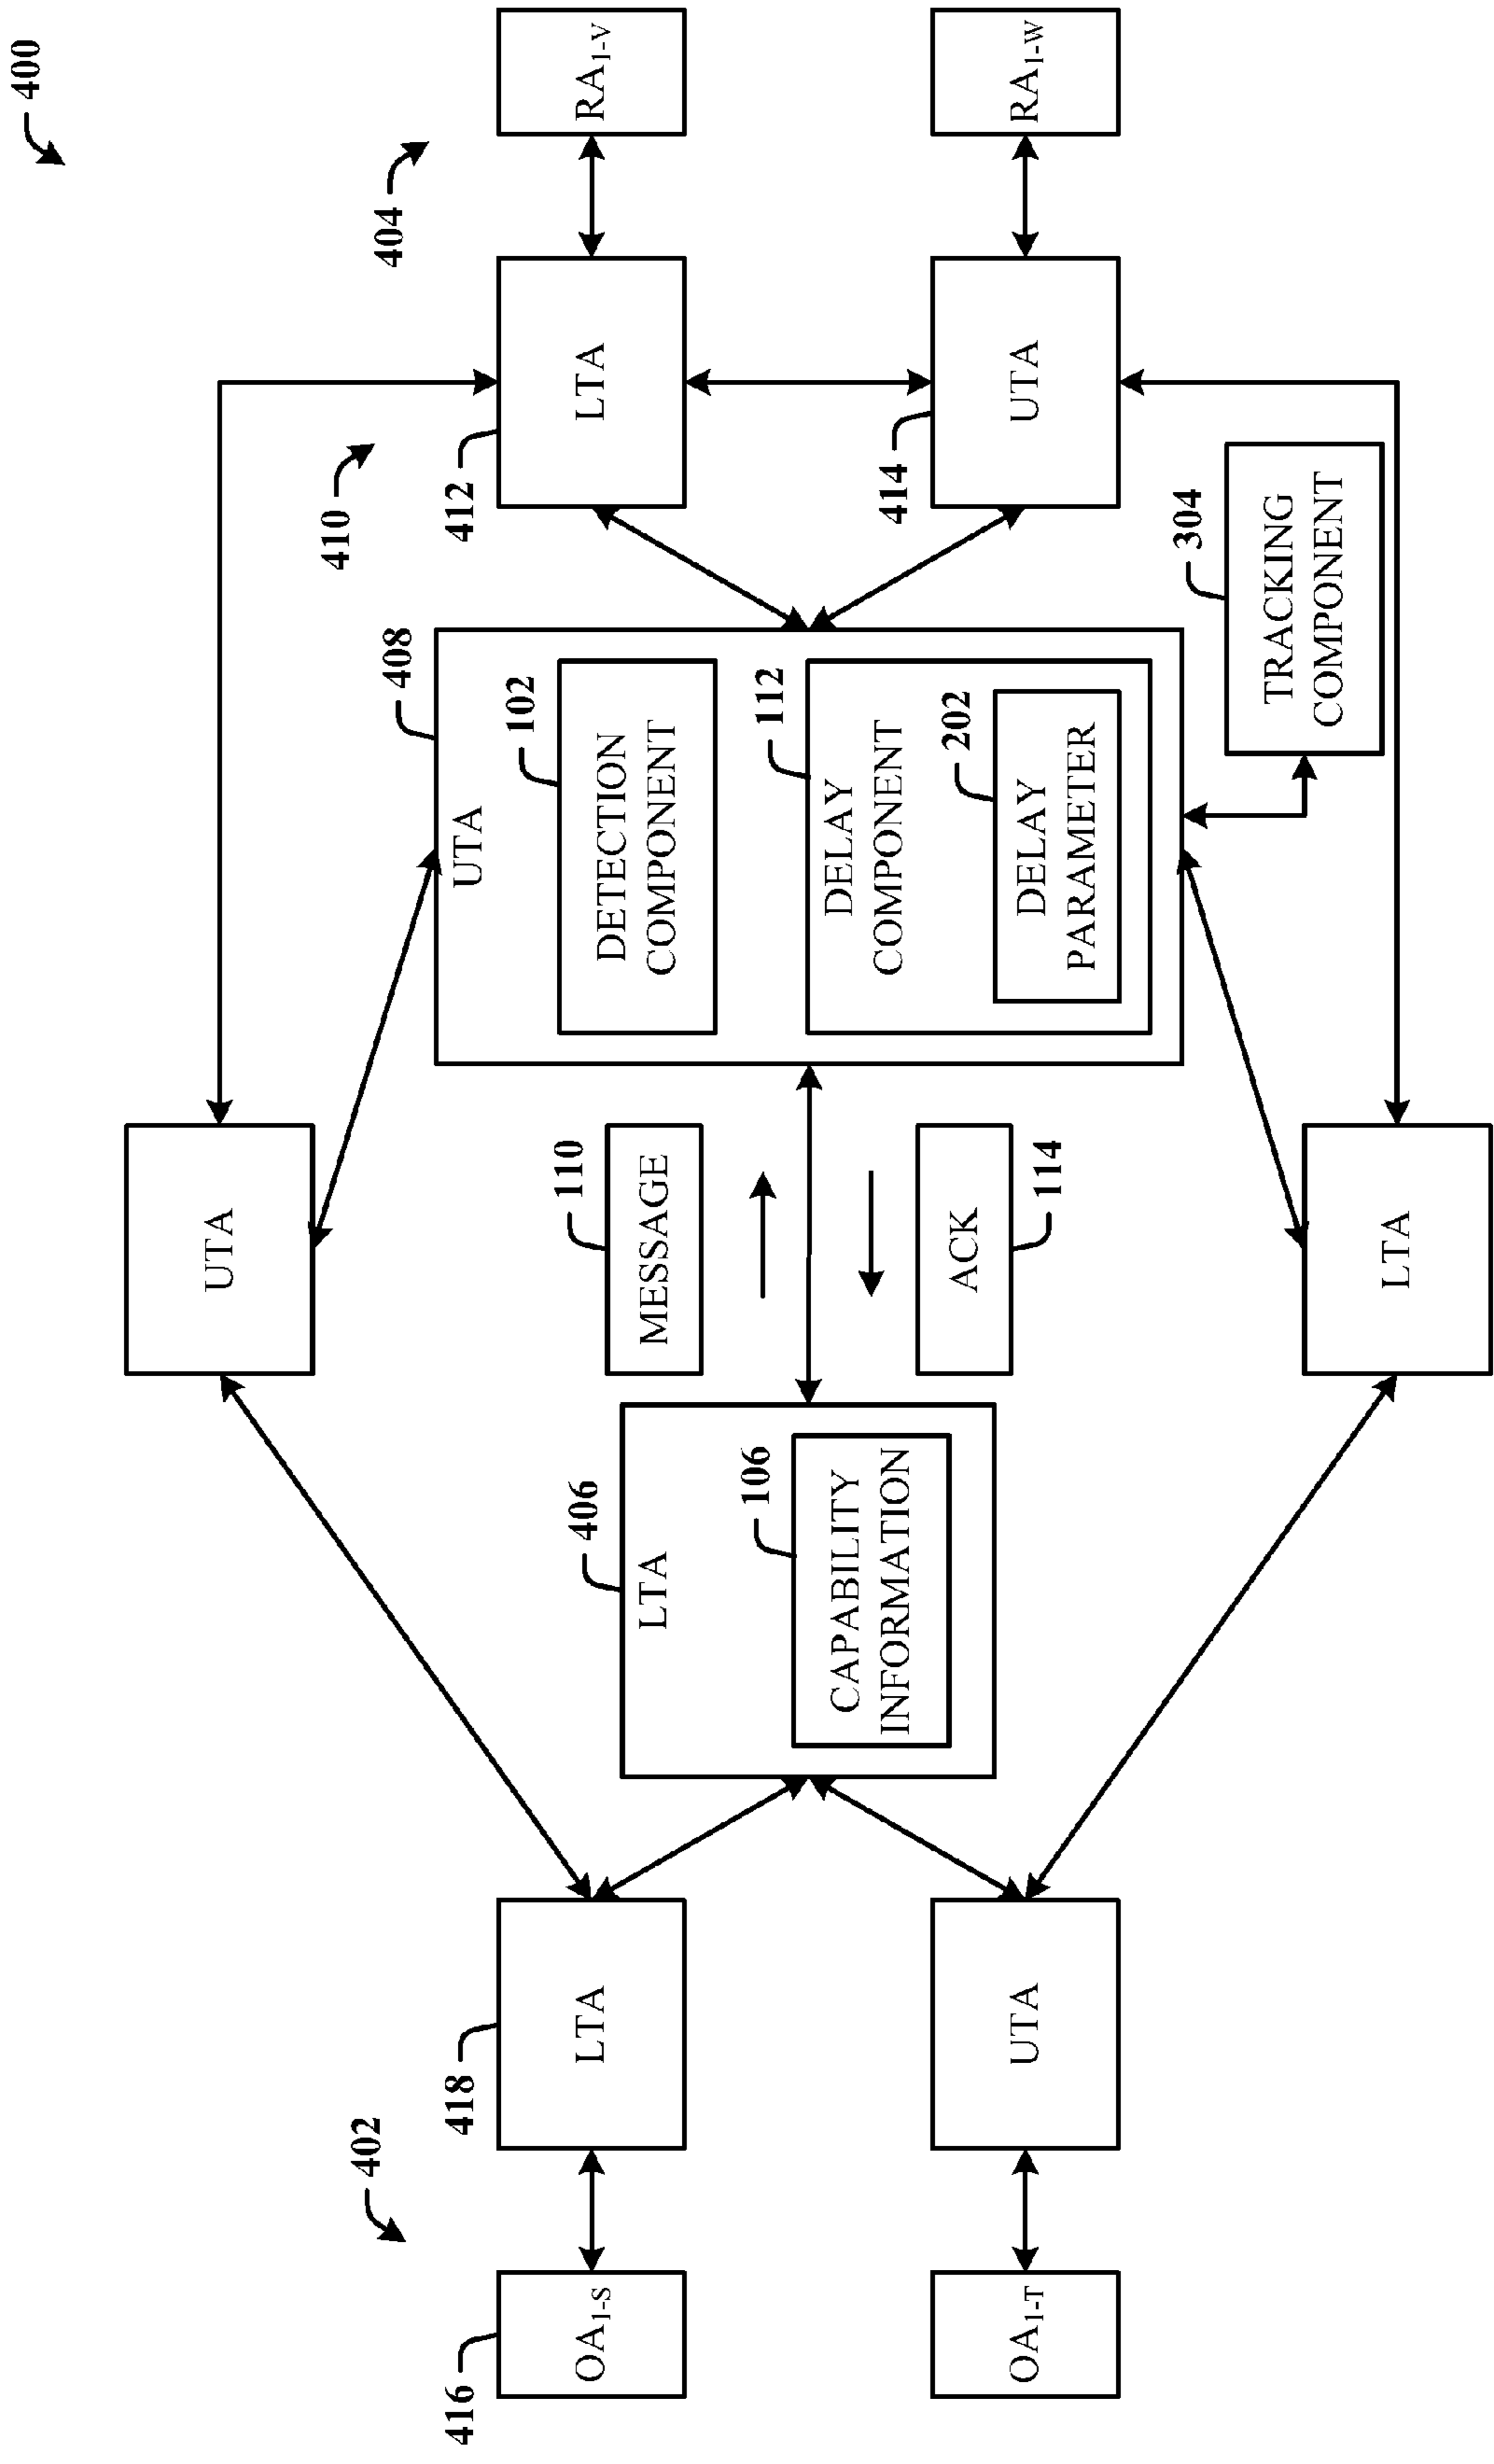 400
404
402
410
416
OA1-S
418
LTA
412
LTA
RA1-V
OA1-T
UTA
414
UTA
RA1-W
UTA
LTA
406
LTA
106
CAPABILITY
INFORMATION
110
MESSAGE
ACK
114
408
UTA
102
DETECTION
COMPONENT
112
DELAY
COMPONENT
202
DELAY
PARAMETER
304
TRACKING
COMPONENT